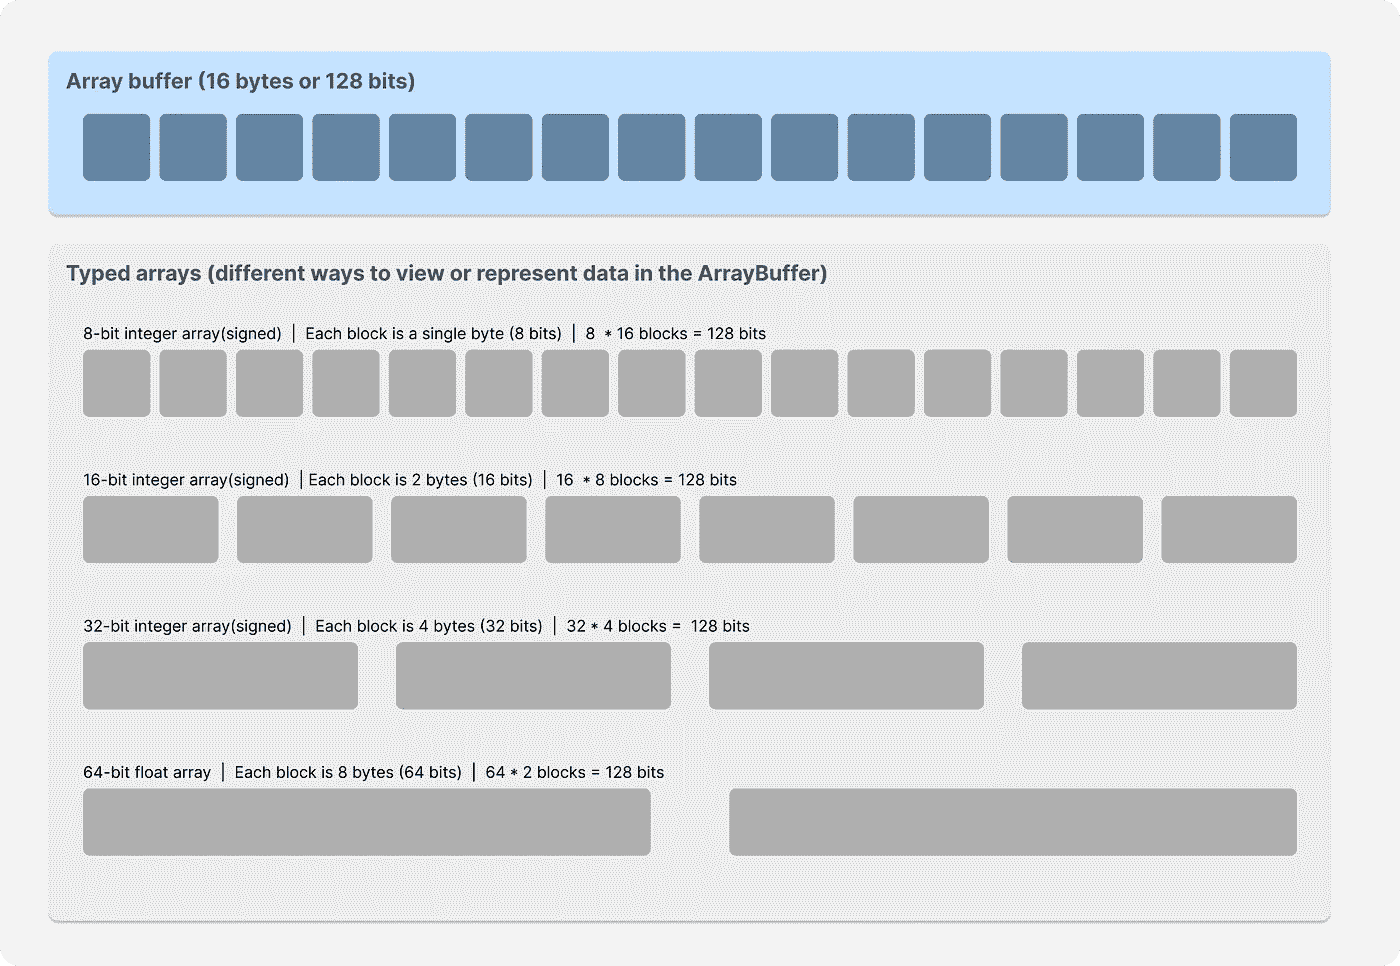 Array buffer (16 bytes or 128 bits)
Typed arrays (different ways to view or represent data in the ArrayBuffer)
8-bit integer array(signed) | Each block is a single byte (8 bits) | 8 * 16 blocks = 128 bits
16-bit integer array(signed) | Each block is 2 bytes (16 bits) | 16 * 8 blocks = 128 bits
32-bit integer array(signed) | Each block is 4 bytes (32 bits) | 32 * 4 blocks = 128 bits
64-bit float array | Each block is 8 bytes (64 bits) | 64 * 2 blocks = 128 bits